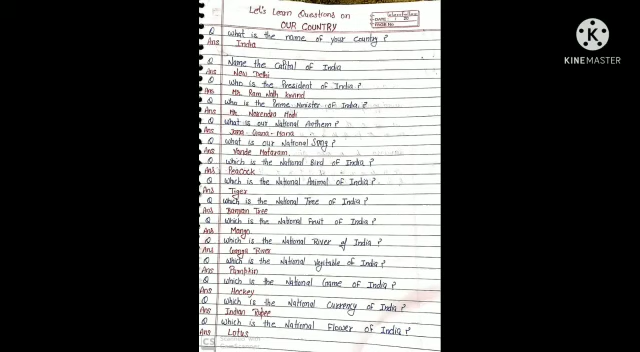 Let's Learn Questions on
OUR COUNTRY
DATE
PAGE No
Q What is the name of your country?
Ans India
Q Name the Capital of India
Ans New Delhi
Q Who is the President of India?
Ans Mr. Ram Nath Kovind
Q Who is the Prime Minister of India?
Ans Mr. Narendra Modi
Q What is our National Anthem?
Ans Jana Gana Mana
Q What is our National Song?
Ans Vande Mataram
Q Which is the National Bird of India?
Ans Peacock
Q Which is the National Animal of India?
Ans Tiger
Q Which is the National Tree of India?
Ans Banyan Tree
Q Which is the National Fruit of India?
Ans Mango
Q Which is the National River of India?
Ans Ganga River
Q Which is the National Vegetable of India?
Ans Pumpkin
Q Which is the National Game of India?
Ans Hockey
Q Which is the National Currency of India?
Ans Indian Rupee
Q Which is the National Flower of India?
Ans Lotus
CS
KINEMASTER